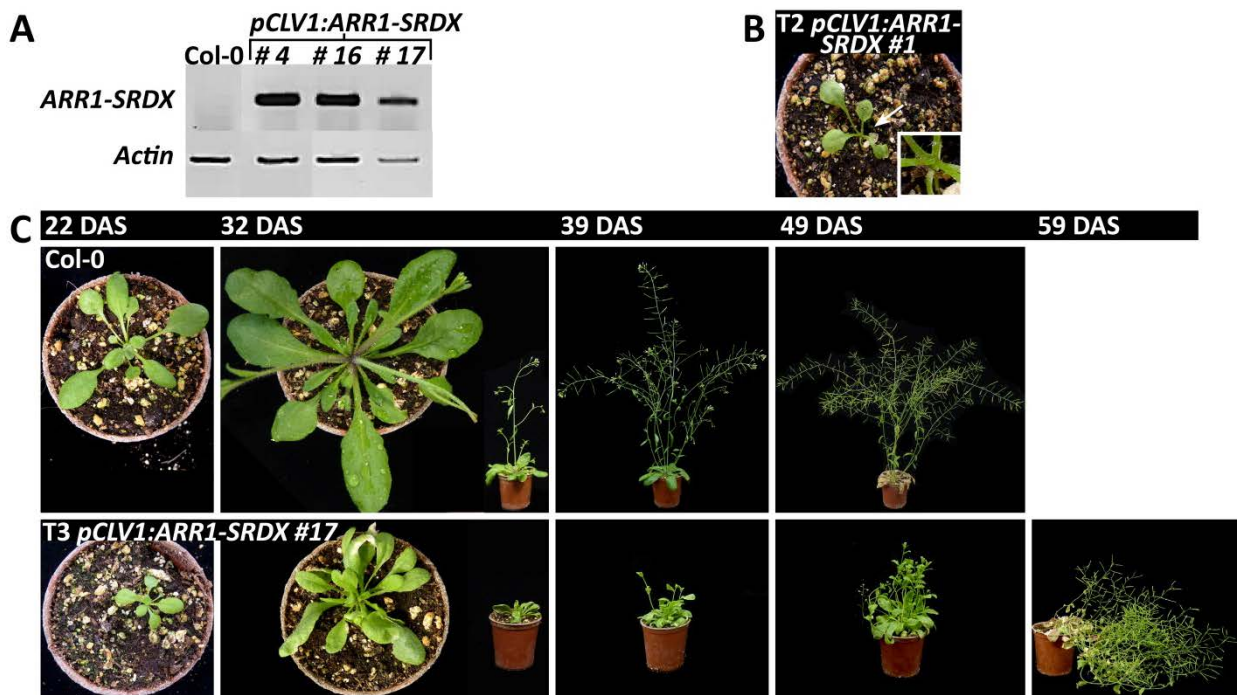 A
pCLV1:ARR1-SRDX
Col-0 # 4 # 16 # 17
ARR1-SRDX
Actin
B
T2 pCLV1:ARR1-
SRDX #1
C
22 DAS 32 DAS 39 DAS 49 DAS 59 DAS
Col-0
T3 pCLV1:ARR1-SRDX #17